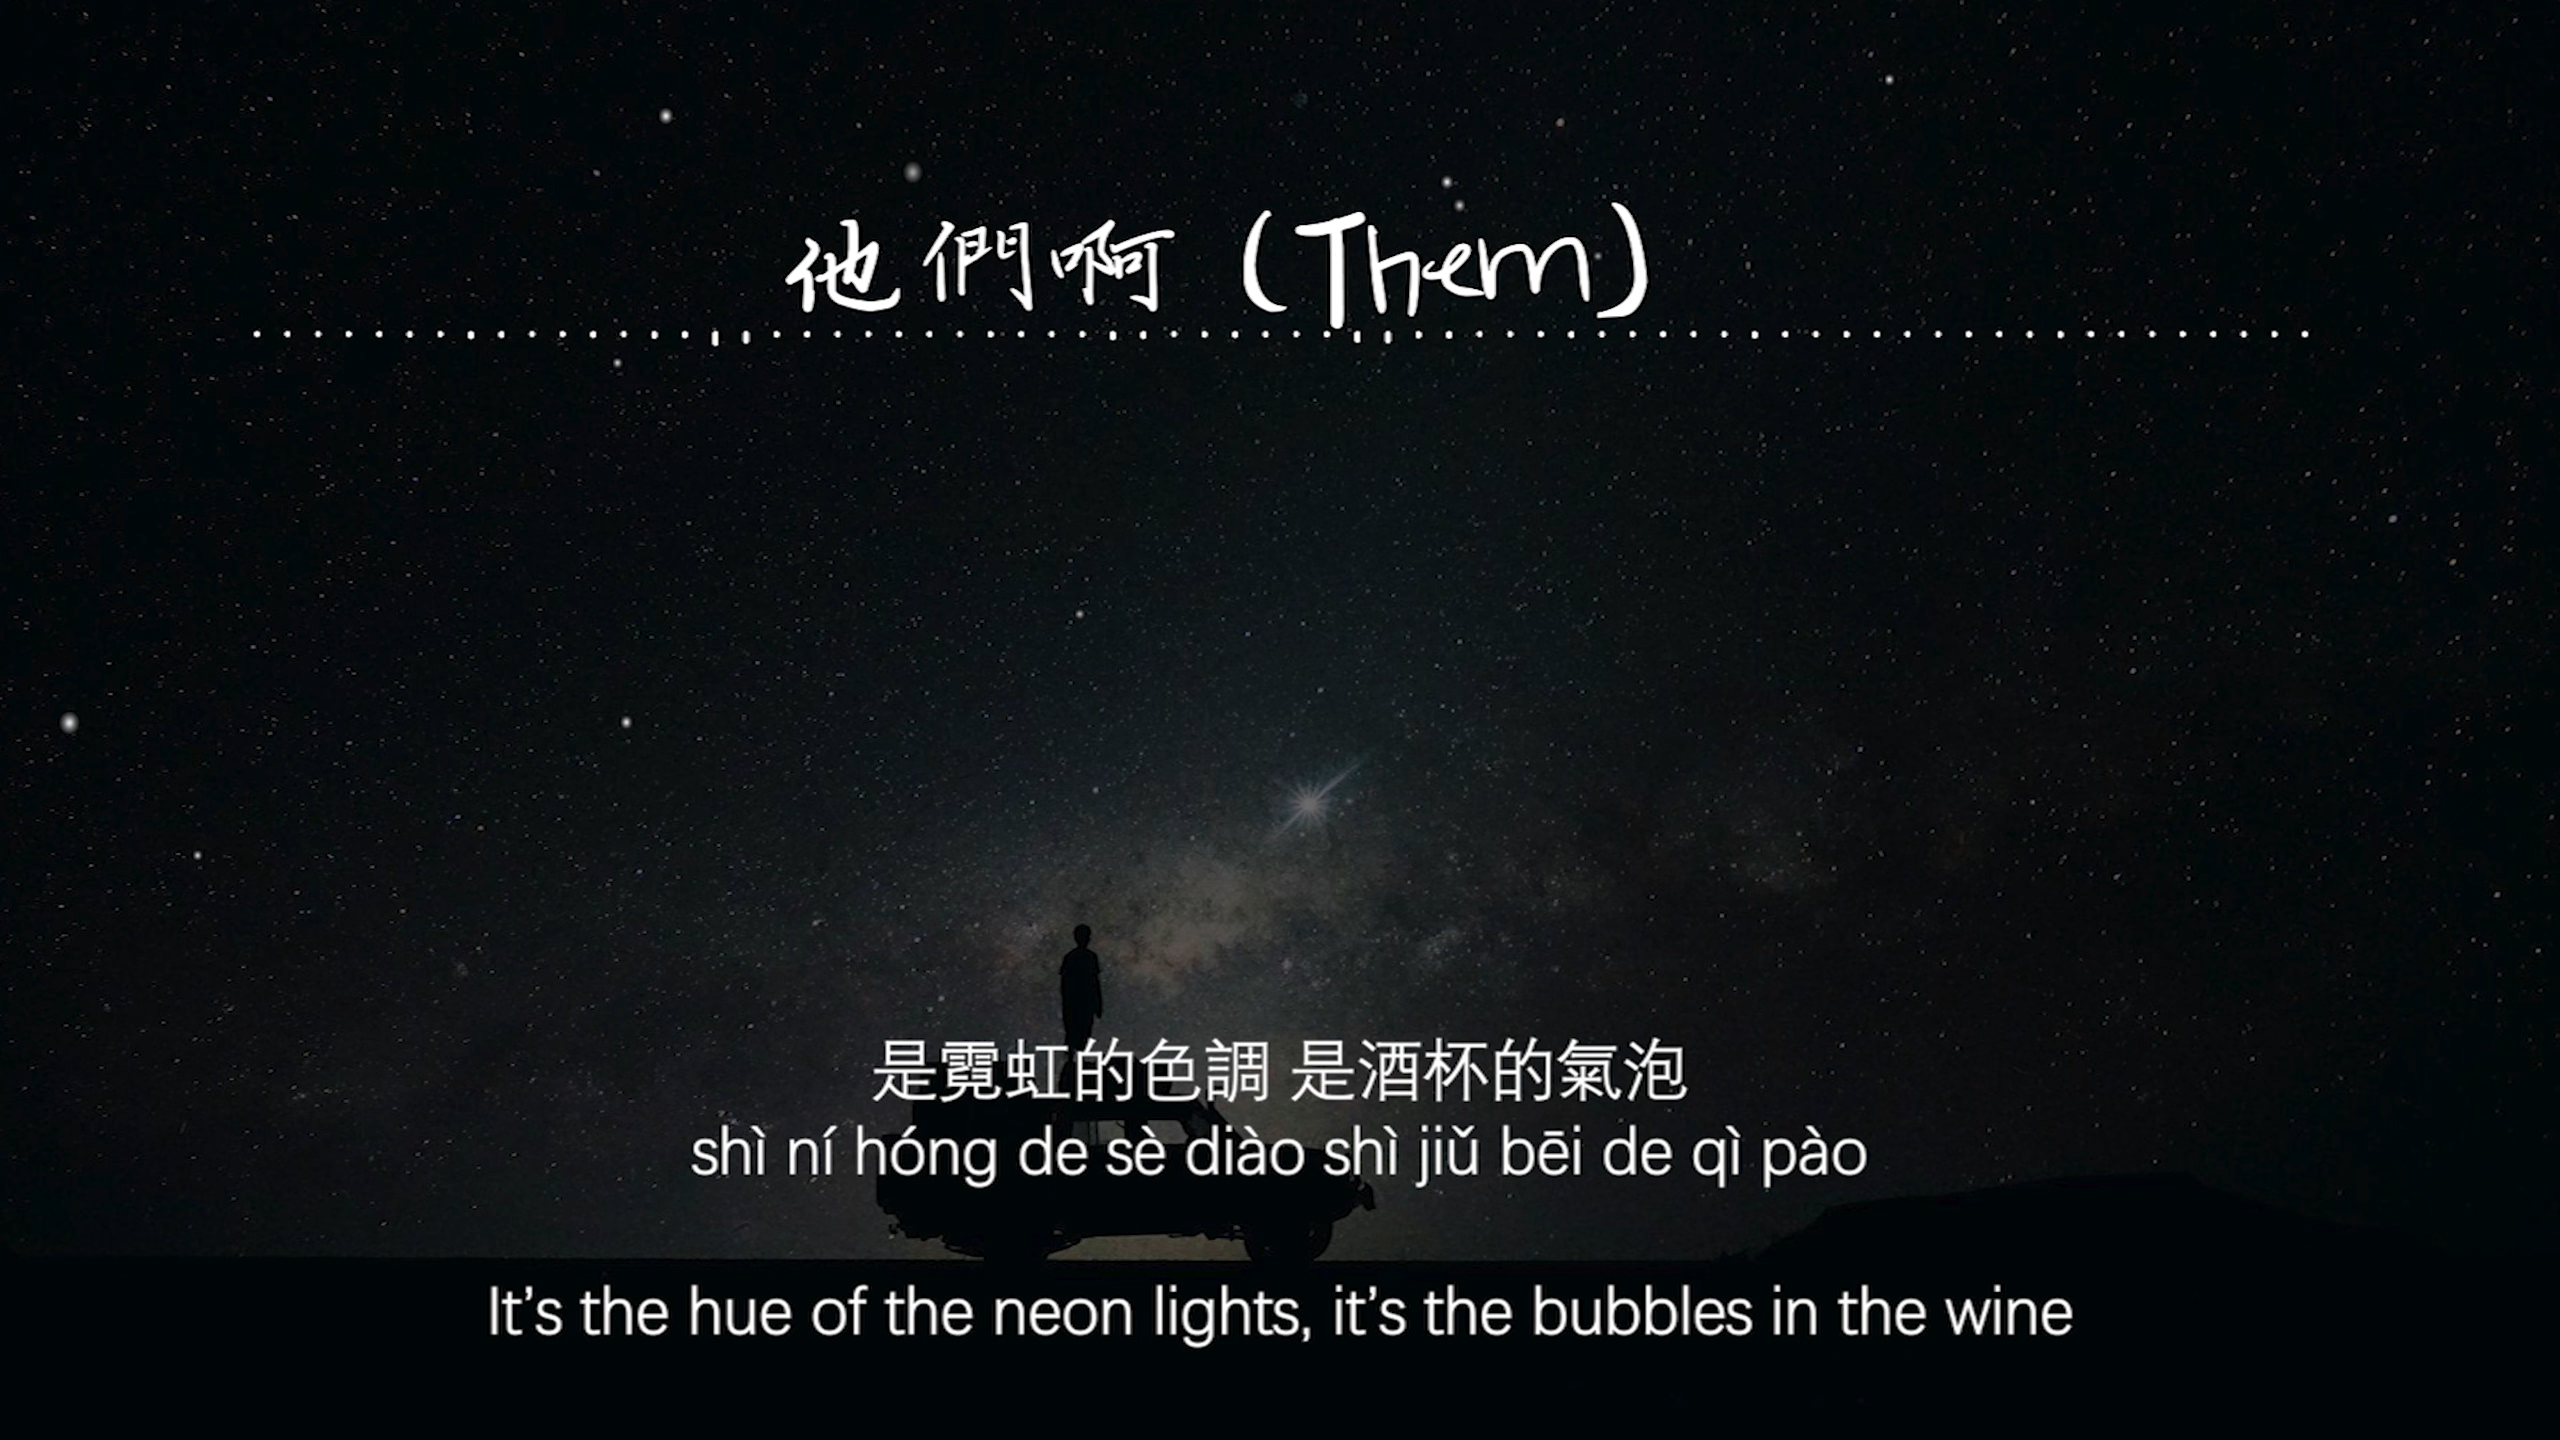 他們啊 (Them)
是霓虹的色調 是酒杯的氣泡
shì ní hóng de sè diào shì jiǔ bēi de qì pào
It’s the hue of the neon lights, it’s the bubbles in the wine